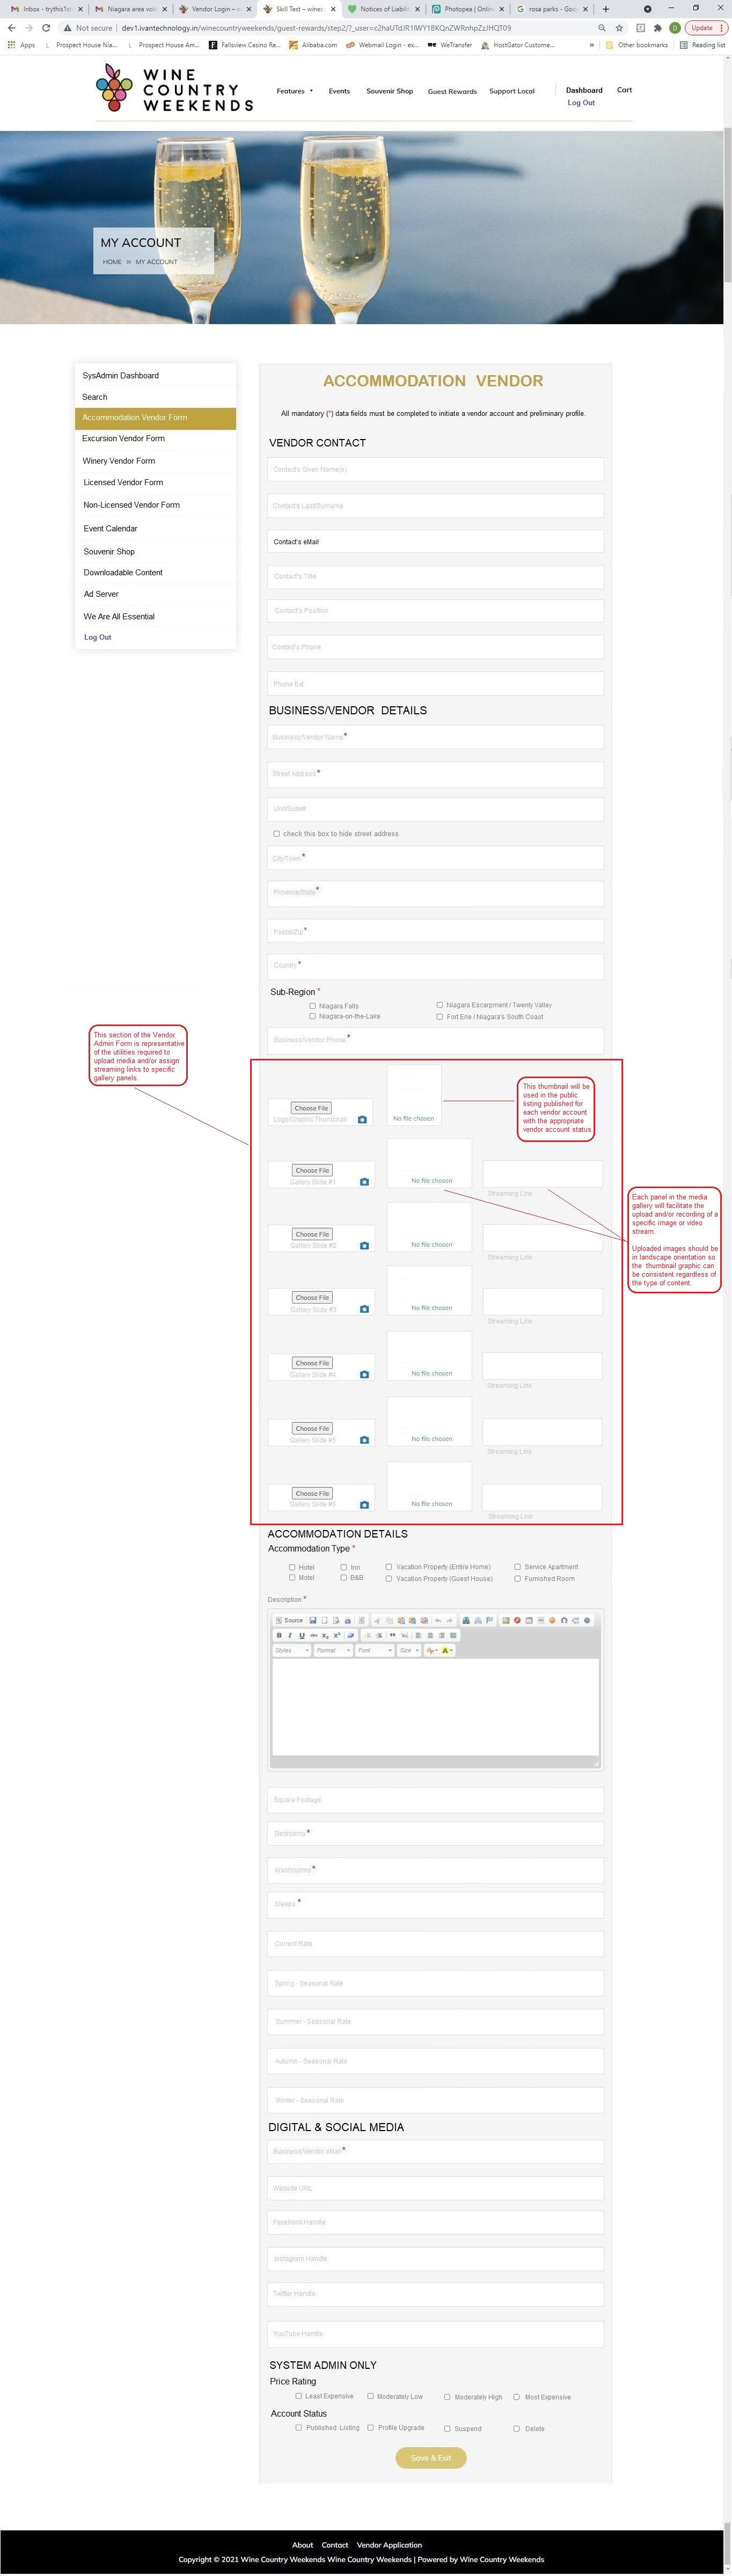 Inbox - trythis1st
Niagara area vol
Vendor Login – w
Skill Test – winec
Notices of Liabili
Photopea | Onlin
rosa parks - Goo
Not secure | dev1.ivantechnology.in/winecountryweekends/guest-rewards/step2/?_user=c2haUTdJR1lWY1BKQnZWRnhpZzJHQT09
Update
Apps
Prospect House Nia...
Prospect House Am...
Fallsview Casino Re...
Alibaba.com
Webmail Login - ex...
WeTransfer
HostGator Custome...
»
Other bookmarks
Reading list
WINE
COUNTRY
WEEKENDS
Features
Events
Souvenir Shop
Guest Rewards
Support Local
Dashboard
Cart
Log Out
MY ACCOUNT
HOME » MY ACCOUNT
SysAdmin Dashboard
Search
Accommodation Vendor Form
Excursion Vendor Form
Winery Vendor Form
Licensed Vendor Form
Non-Licensed Vendor Form
Event Calendar
Souvenir Shop
Downloadable Content
Ad Server
We Are All Essential
Log Out
ACCOMMODATION VENDOR
All mandatory (*) data fields must be completed to initiate a vendor account and preliminary profile.
VENDOR CONTACT
Contact's Given Name(s)
Contact's Last/Surname
Contact's eMail
Contact's Title
Contact's Position
Contact's Phone
Phone Ext.
BUSINESS/VENDOR DETAILS
Business/Vendor Name*
Street Address*
Unit/Suite#
check this box to hide street address
City/Town*
Province/State*
Postal/Zip*
Country*
Sub-Region *
Niagara Falls
Niagara Escarpment / Twenty Valley
Niagara-on-the-Lake
Fort Erie / Niagara's South Coast
Business/Vendor Phone*
This section of the Vendor
Admin Form is representative
of the utilities required to
upload media and/or assign
streaming links to specific
gallery panels.
Choose File
Logo/Graphic Thumbnail
No file chosen
This thumbnail will be
used in the public
listing published for
each vendor account
with the appropriate
vendor account status.
Choose File
Gallery Slide #1
No file chosen
Streaming Link
Each panel in the media
gallery will facilitate the
upload and/or recording of a
specific image or video
stream.
Uploaded images should be
in landscape orientation so
the thumbnail graphic can
be consistent regardless of
the type of content.
Choose File
Gallery Slide #2
No file chosen
Streaming Link
Choose File
Gallery Slide #3
No file chosen
Streaming Link
Choose File
Gallery Slide #4
No file chosen
Streaming Link
Choose File
Gallery Slide #5
No file chosen
Streaming Link
Choose File
Gallery Slide #6
No file chosen
Streaming Link
ACCOMMODATION DETAILS
Accommodation Type *
Hotel
Inn
Vacation Property (Entire Home)
Service Apartment
Motel
B&B
Vacation Property (Guest House)
Furnished Room
Description *
Source
B I U abc x₂ x²
Styles
Format
Font
Size
Square Footage
Bedrooms*
Washrooms*
Sleeps *
Current Rate
Spring - Seasonal Rate
Summer - Seasonal Rate
Autumn - Seasonal Rate
Winter - Seasonal Rate
DIGITAL & SOCIAL MEDIA
Business/Vendor eMail*
Website URL
Facebook Handle
Instagram Handle
Twitter Handle
YouTube Handle
SYSTEM ADMIN ONLY
Price Rating
Least Expensive
Moderately Low
Moderately High
Most Expensive
Account Status
Published Listing
Profile Upgrade
Suspend
Delete
Save & Exit
About
Contact
Vendor Application
Copyright © 2021 Wine Country Weekends Wine Country Weekends | Powered by Wine Country Weekends